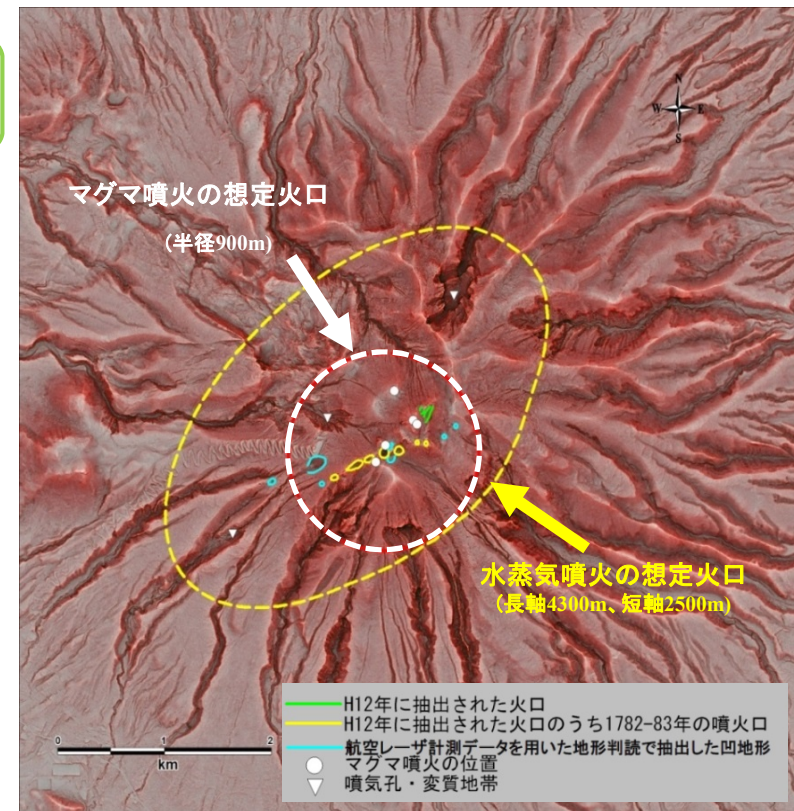 N
W E
S
マグマ噴火の想定火口
(半径900m)
水蒸気噴火の想定火口
(長軸4300m、短軸2500m)
H12年に抽出された火口
H12年に抽出された火口のうち1782-83年の噴火口
航空レーザ計測データを用いた地形判読で抽出した凹地形
マグマ噴火の位置
噴気孔・変質地帯
0 1 2
km